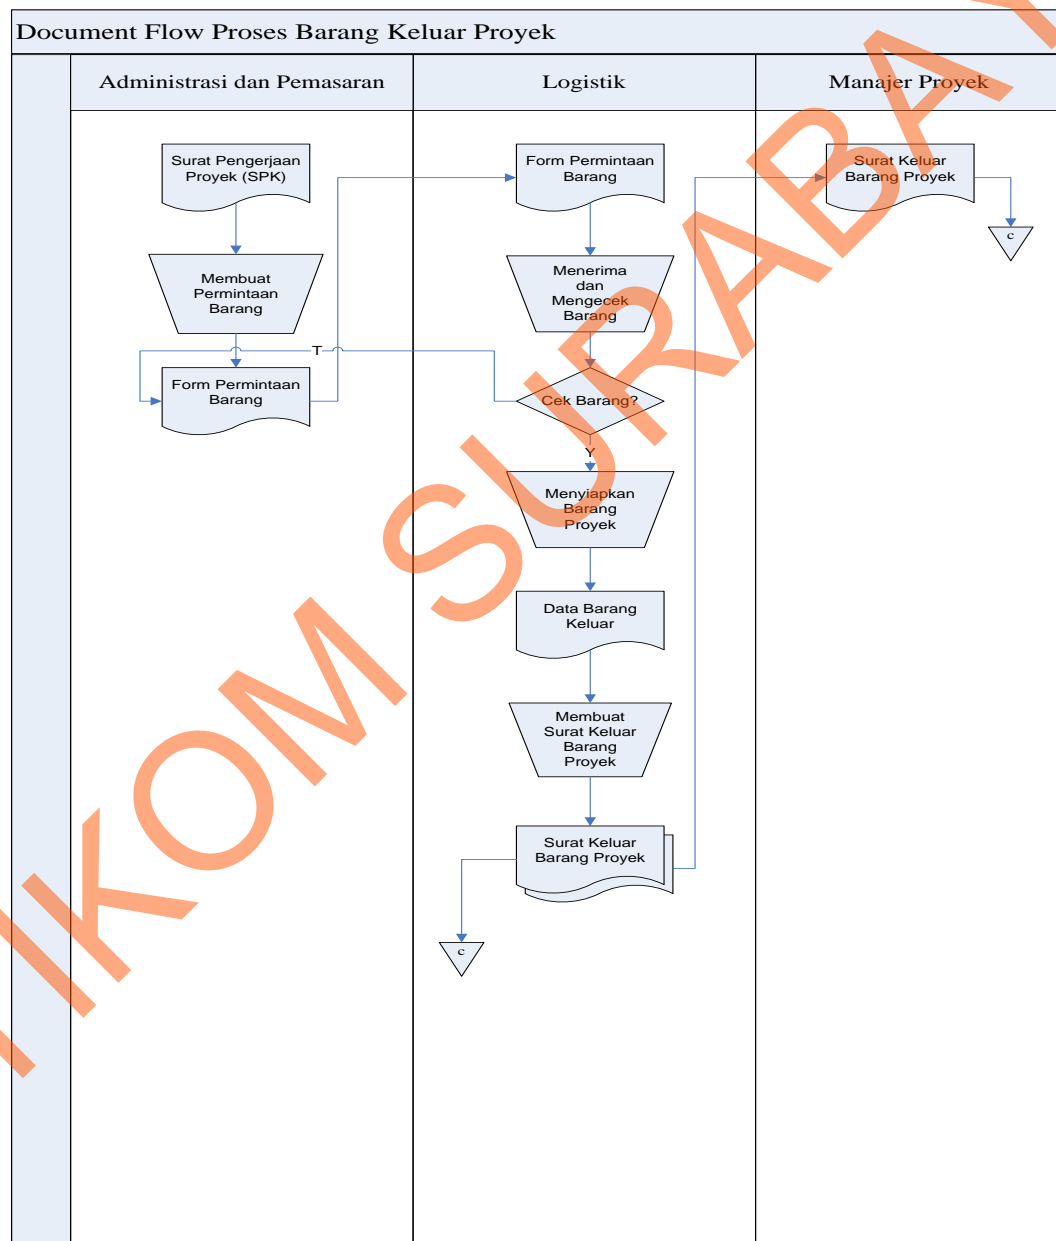 Document Flow Proses Barang Keluar Proyek
Administrasi dan Pemasaran
Logistik
Manajer Proyek
Surat Pengerjaan
Proyek (SPK)
Membuat
Permintaan
Barang
T
Form Permintaan
Barang
Form Permintaan
Barang
Menerima
dan
Mengecek
Barang
Cek Barang?
Y
Menyiapkan
Barang
Proyek
Data Barang
Keluar
Membuat
Surat Keluar
Barang
Proyek
Surat Keluar
Barang Proyek
c
Surat Keluar
Barang Proyek
c
IKOM SURABAY